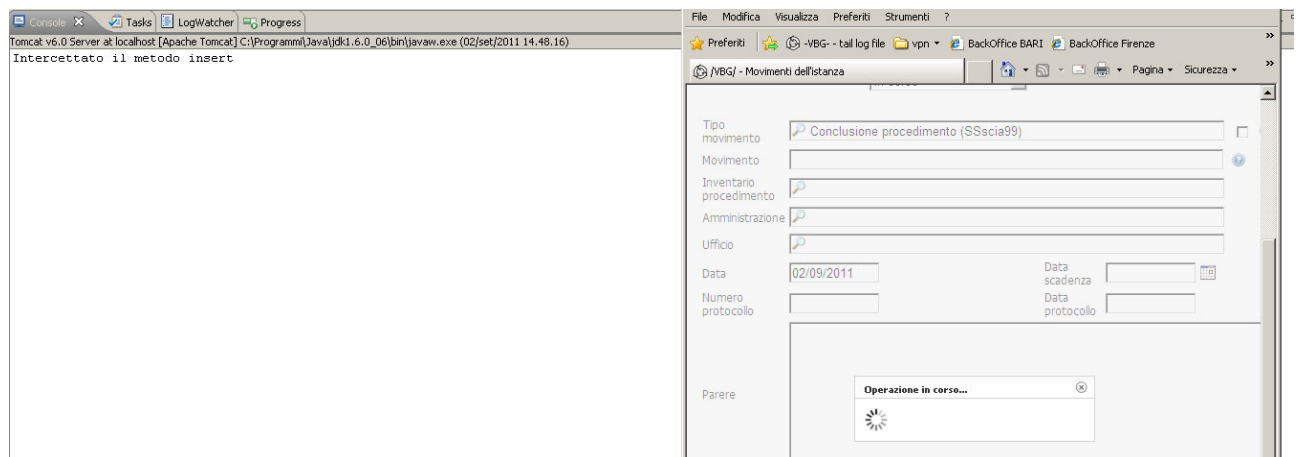 Console Tasks LogWatcher Progress
Tomcat v6.0 Server at localhost [Apache Tomcat] C:\Programmi\Java\jdk1.6.0_06\bin\javaw.exe (02/set/2011 14.48.16)
Intercettato il metodo insert
File Modifica Visualizza Preferiti Strumenti ?
Preferiti -VBG- - tail log file vpn BackOffice BARI BackOffice Firenze »
/VBG/ - Movimenti dell'istanza Pagina Sicurezza »
Tipo movimento Conclusione procedimento (SSscia99)
Movimento
Inventario
procedimento
Amministrazione
Ufficio
Data 02/09/2011 Data scadenza
Numero protocollo Data protocollo
Parere
Operazione in corso...